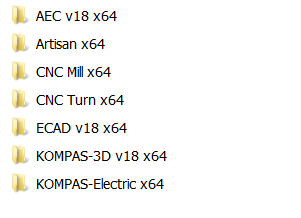 AEC v18 x64
Artisan x64
CNC Mill x64
CNC Turn x64
ECAD v18 x64
KOMPAS-3D v18 x64
KOMPAS-Electric x64